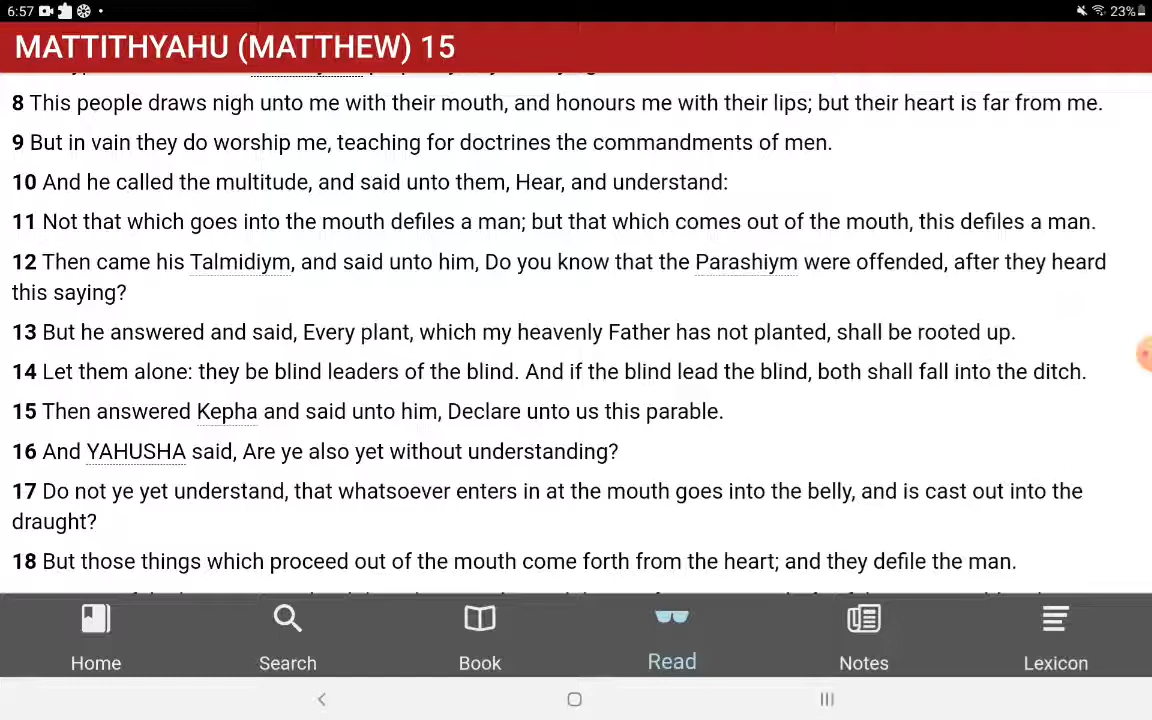 6:57
23%
MATTITHYAHU (MATTHEW) 15
8 This people draws nigh unto me with their mouth, and honours me with their lips; but their heart is far from me.
9 But in vain they do worship me, teaching for doctrines the commandments of men.
10 And he called the multitude, and said unto them, Hear, and understand:
11 Not that which goes into the mouth defiles a man; but that which comes out of the mouth, this defiles a man.
12 Then came his Talmidiym, and said unto him, Do you know that the Parashiym were offended, after they heard
this saying?
13 But he answered and said, Every plant, which my heavenly Father has not planted, shall be rooted up.
14 Let them alone: they be blind leaders of the blind. And if the blind lead the blind, both shall fall into the ditch.
15 Then answered Kepha and said unto him, Declare unto us this parable.
16 And YAHUSHA said, Are ye also yet without understanding?
17 Do not ye yet understand, that whatsoever enters in at the mouth goes into the belly, and is cast out into the
draught?
18 But those things which proceed out of the mouth come forth from the heart; and they defile the man.
Home Search Book Read Notes Lexicon